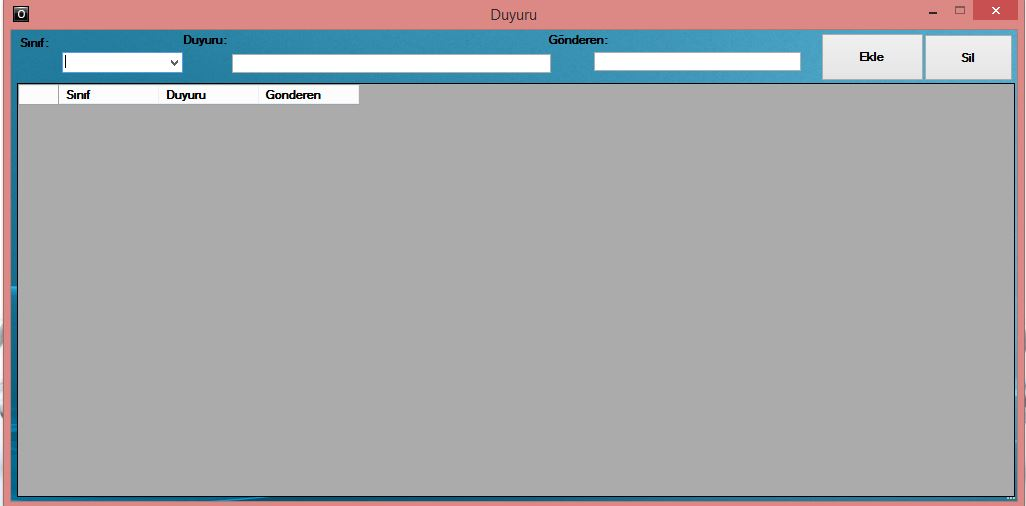 Duyuru
Sınıf:
Duyuru:
Gönderen:
Ekle
Sil
Sınıf Duyuru Gonderen